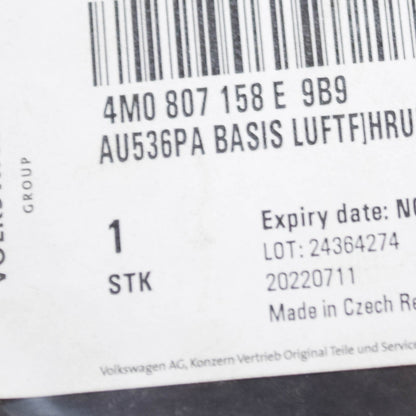 4M0 807 158 E 9B9
AU536PA BASIS LUFTF]HRU
GROUP
1
STK
Expiry date: NO
LOT: 24364274
20220711
Made in Czech Re
Volkswagen AG, Konzern Vertrieb Original Teile und Service